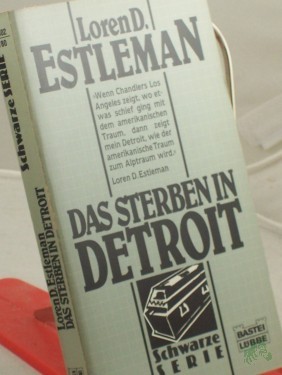 Loren D.
ESTLEMAN
»Wenn Chandlers Los
Angeles zeigt, wo et-
was schief ging mit
dem amerikanischen
Traum, dann zeigt
mein Detroit, wie der
amerikanische Traum
zum Alptraum wird.«
Loren D. Estleman
DAS STERBEN IN
DETROIT
Schwarze
SERIE
BASTEI
LÜBBE
Schwarze SERIE
Loren D. Estleman
DAS STERBEN IN DETROIT